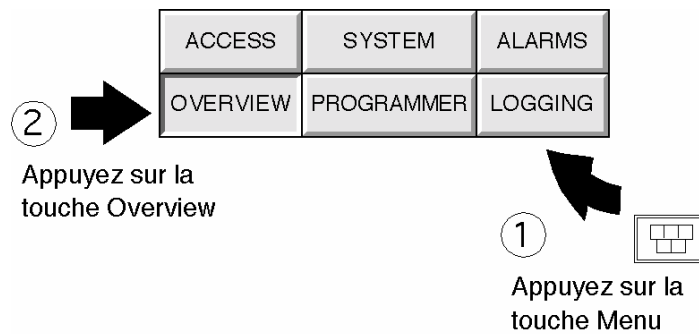 ACCESS SYSTEM ALARMS
OVERVIEW PROGRAMMER LOGGING
2
Appuyez sur la
touche Overview
1
Appuyez sur la
touche Menu